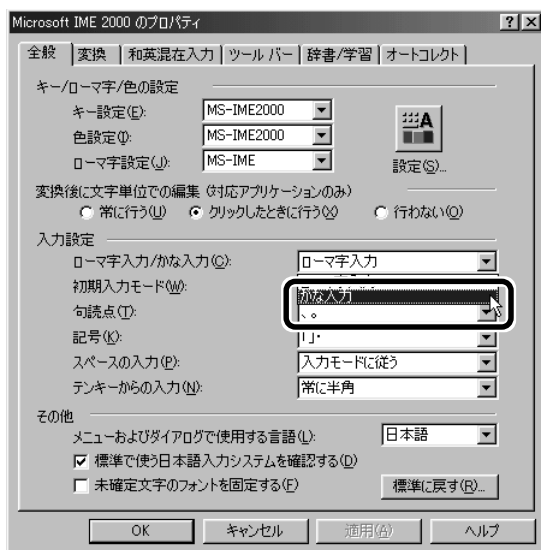 Microsoft IME 2000 のプロパティ
全般 変換 和英混在入力 ツール バー 辞書/学習 オートコレクト
キー/ローマ字/色の設定
キー設定(E): MS-IME2000
色設定(I): MS-IME2000
ローマ字設定(J): MS-IME 設定(S)...
変換後に文字単位での編集 (対応アプリケーションのみ)
常に行う(U) クリックしたときに行う(X) 行わない(O)
入力設定
ローマ字入力/かな入力(C): ローマ字入力
初期入力モード(W): かな入力
句読点(T): 、。
記号(K): 「」・
スペースの入力(P): 入力モードに従う
テンキーからの入力(N): 常に半角
その他
メニューおよびダイアログで使用する言語(L): 日本語
標準で使う日本語入力システムを確認する(D)
未確定文字のフォントを固定する(F) 標準に戻す(R)...
OK キャンセル 適用(A) ヘルプ